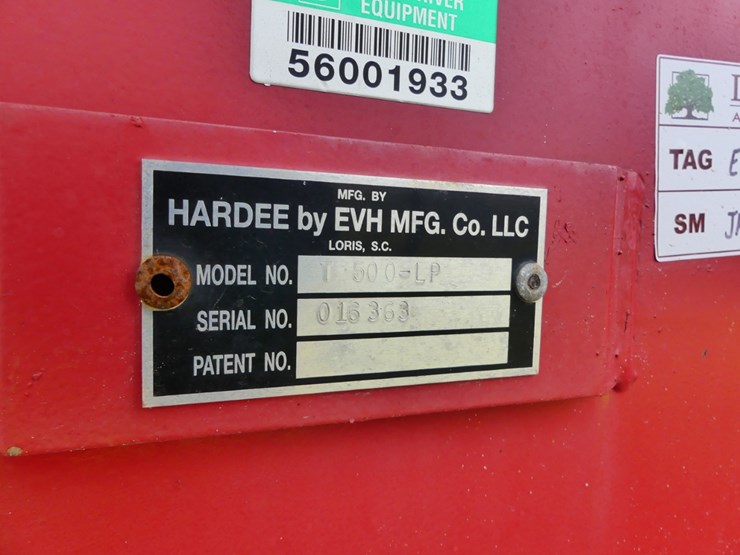 EQUIPMENT
56001933
MFG. BY
HARDEE by EVH MFG. Co. LLC
LORIS, S.C.
MODEL NO. T 500-LP
SERIAL NO. 016363
PATENT NO.
TAG
SM